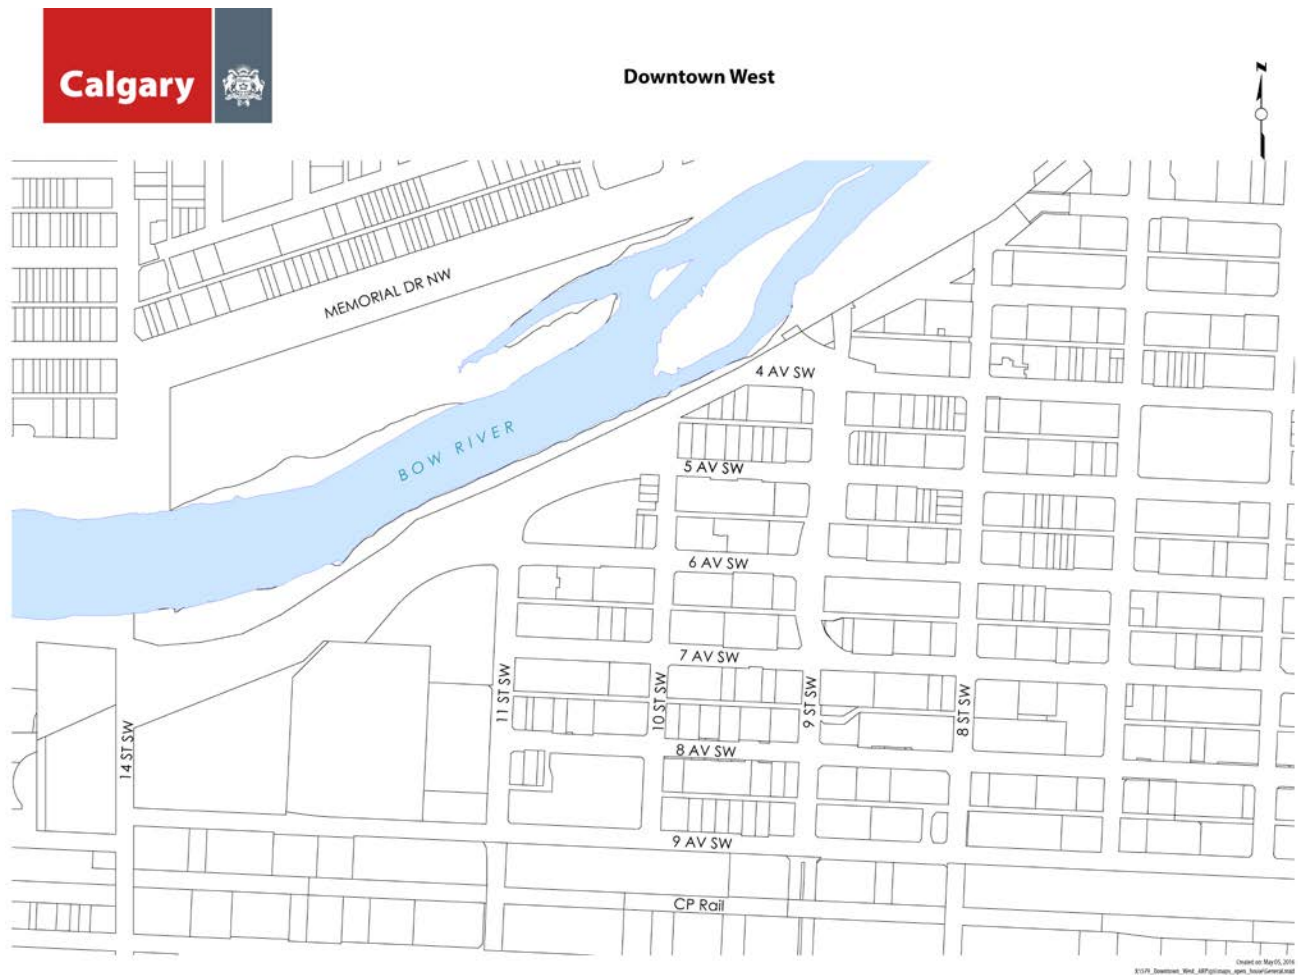 Calgary
Downtown West
N
MEMORIAL DR NW
4 AV SW
BOW RIVER
5 AV SW
6 AV SW
7 AV SW
11 ST SW
10 ST SW
9 ST SW
8 ST SW
14 ST SW
8 AV SW
9 AV SW
CP Rail
Created on: May 05, 2016